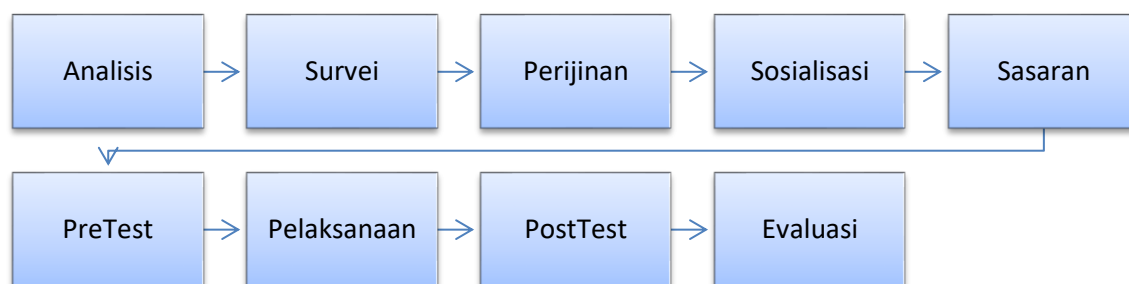 Analisis
Survei
Perijinan
Sosialisasi
Sasaran
PreTest
Pelaksanaan
PostTest
Evaluasi